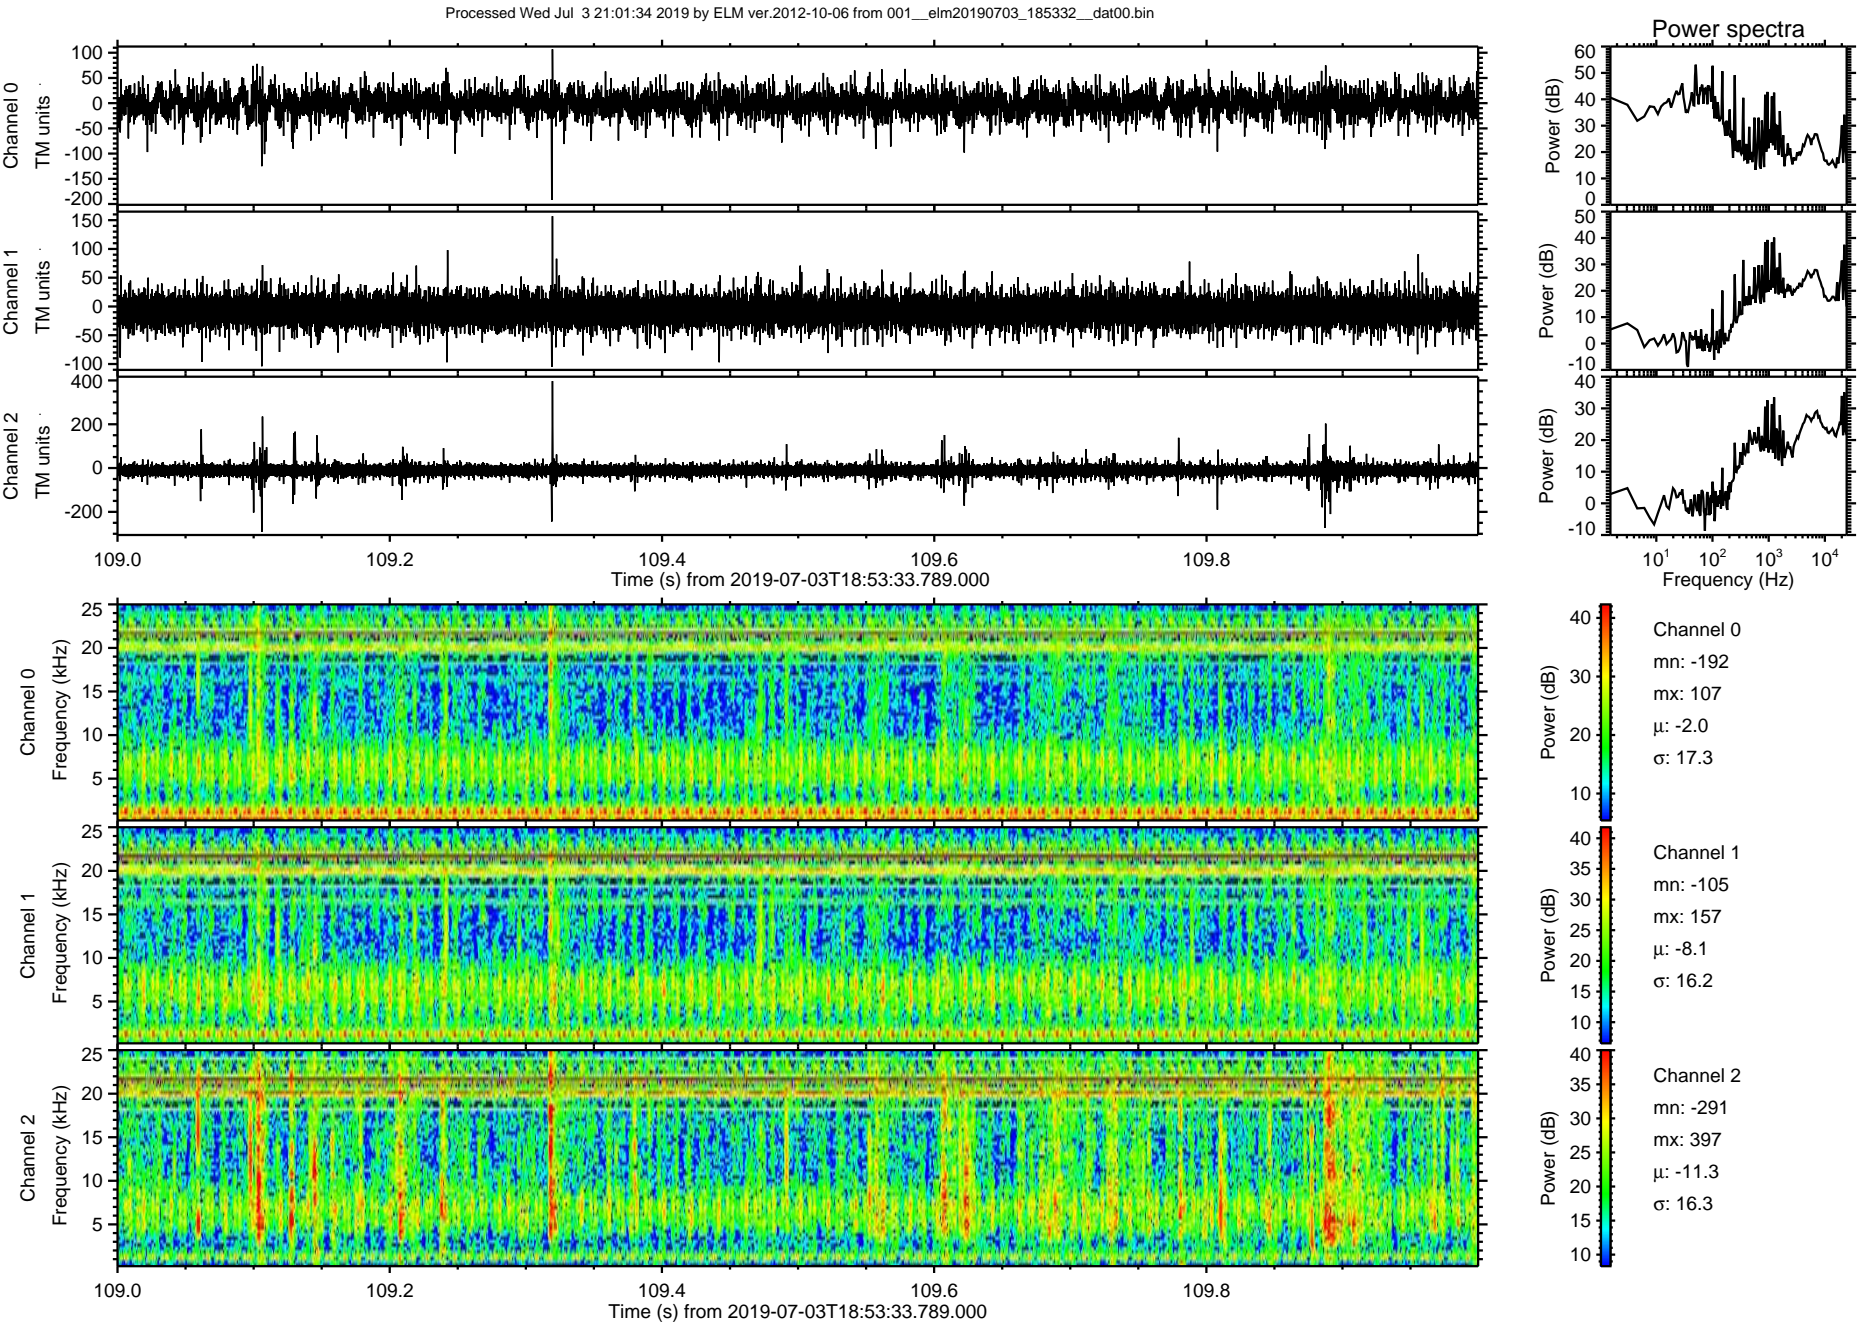 Processed Wed Jul  3 21:01:34 2019 by ELM ver.2012-10-06 from 001__elm20190703_185332__dat00.bin
Power spectra
Channel 0
TM units
100
50
0
-50
-100
-150
-200
Power (dB)
60
50
40
30
20
10
0
Channel 1
TM units
150
100
50
0
-50
-100
Power (dB)
50
40
30
20
10
0
-10
Channel 2
TM units
400
200
0
-200
Power (dB)
40
30
20
10
0
-10
109.0 109.2 109.4 109.6 109.8
Time (s) from 2019-07-03T18:53:33.789.000
10^1 10^2 10^3 10^4
Frequency (Hz)
Channel 0
Frequency (kHz)
25
20
15
10
5
Power (dB)
40
30
20
10
Channel 0
mn: -192
mx: 107
μ: -2.0
σ: 17.3
Channel 1
Frequency (kHz)
25
20
15
10
5
Power (dB)
40
35
30
25
20
15
10
Channel 1
mn: -105
mx: 157
μ: -8.1
σ: 16.2
Channel 2
Frequency (kHz)
25
20
15
10
5
Power (dB)
40
35
30
25
20
15
10
Channel 2
mn: -291
mx: 397
μ: -11.3
σ: 16.3
109.0 109.2 109.4 109.6 109.8
Time (s) from 2019-07-03T18:53:33.789.000